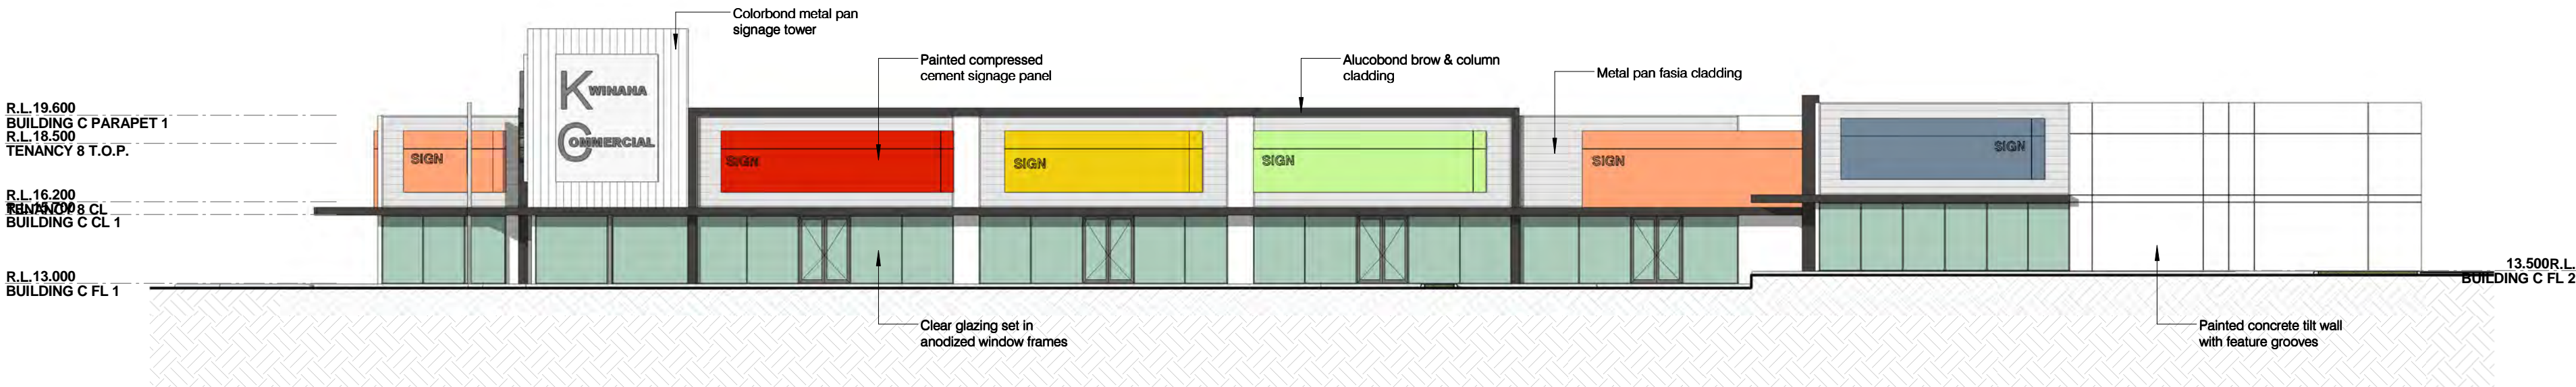 Colorbond metal pan
signage tower
Painted compressed
cement signage panel
Alucobond brow & column
cladding
Metal pan fasia cladding
R.L.19.600
BUILDING C PARAPET 1
R.L.18.500
TENANCY 8 T.O.P.
R.L.16.200
TENANCY 8 CL
R.L.15.700
BUILDING C CL 1
R.L.13.000
BUILDING C FL 1
KWINANA
COMMERCIAL
SIGN
SIGN
SIGN
SIGN
SIGN
SIGN
13.500R.L.
BUILDING C FL 2
Clear glazing set in
anodized window frames
Painted concrete tilt wall
with feature grooves